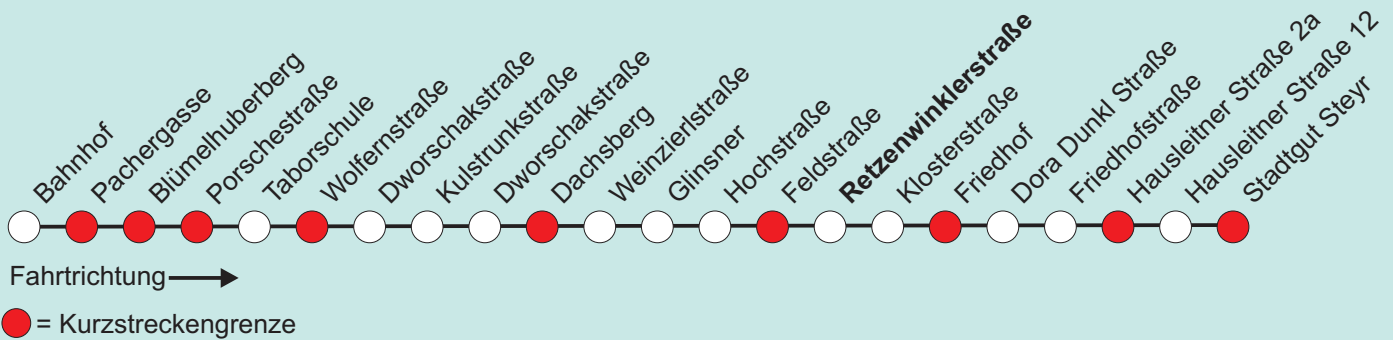 Bahnhof
Pachergasse
Blümelhuberberg
Porschestraße
Taborschule
Wolfernstraße
Dworschakstraße
Kulstrunkstraße
Dworschakstraße
Dachsberg
Weinzierlstraße
Glinsner
Hochstraße
Feldstraße
Retzenwinklerstraße
Klosterstraße
Friedhof
Dora Dunkl Straße
Friedhofstraße
Hausleitner Straße 2a
Hausleitner Straße 12
Stadtgut Steyr
Fahrtrichtung
= Kurzstreckengrenze